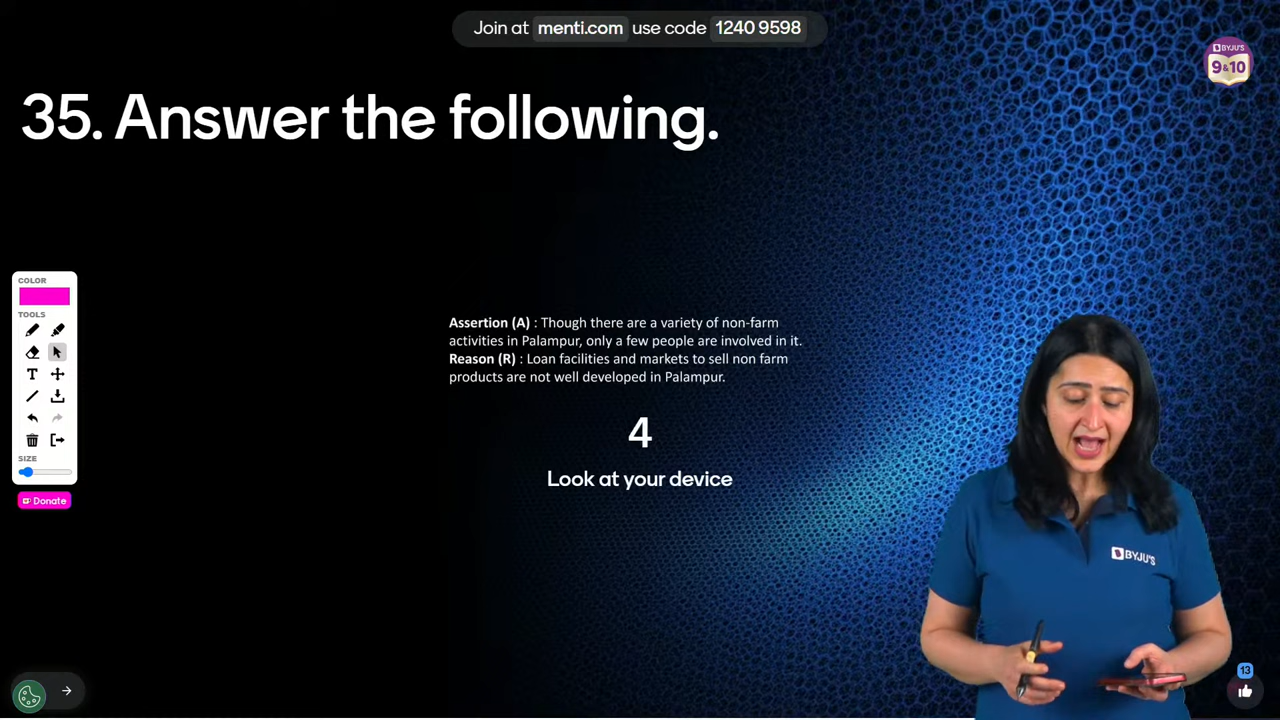 Join at menti.com use code 1240 9598
BYJU'S
9&10
35. Answer the following.
COLOR
TOOLS
T
SIZE
Donate
Assertion (A) : Though there are a variety of non-farm
activities in Palampur, only a few people are involved in it.
Reason (R) : Loan facilities and markets to sell non farm
products are not well developed in Palampur.
4
Look at your device
BYJU'S
13